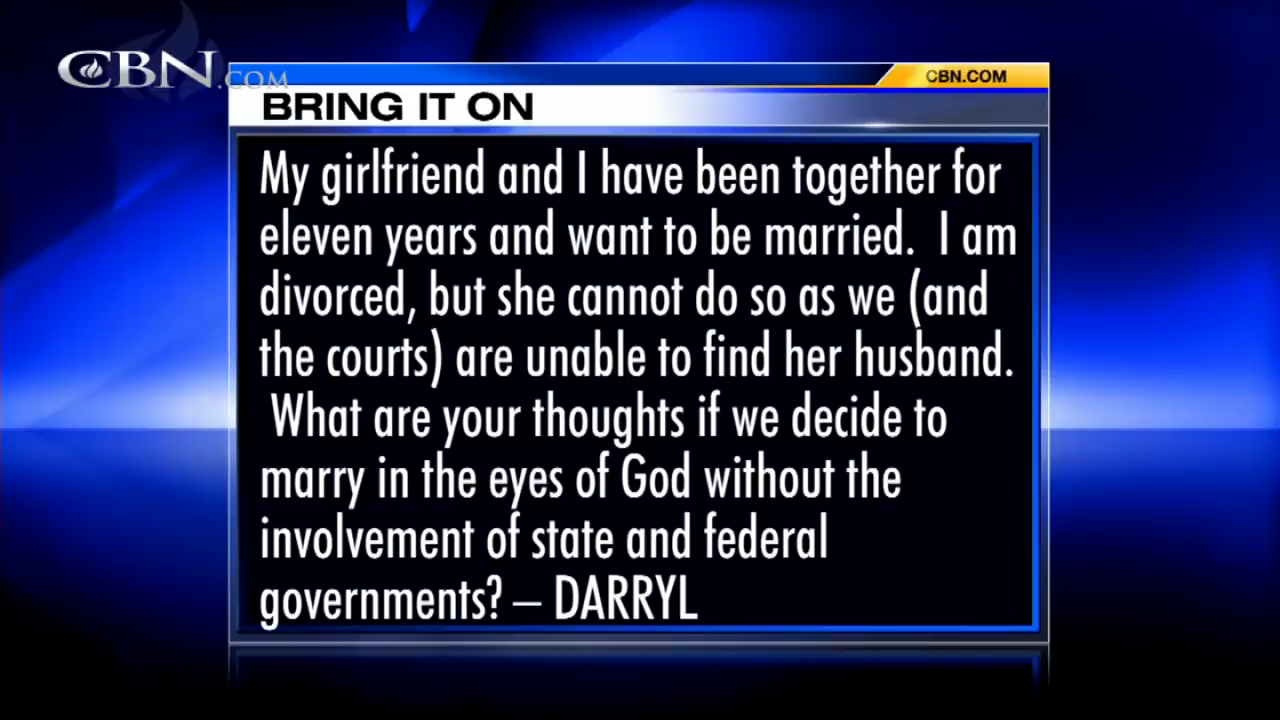 CBN.COM
CBN.COM
BRING IT ON
My girlfriend and I have been together for
eleven years and want to be married.  I am
divorced, but she cannot do so as we (and
the courts) are unable to find her husband.
What are your thoughts if we decide to
marry in the eyes of God without the
involvement of state and federal
governments? – DARRYL